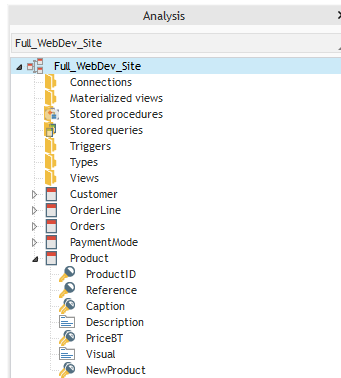 Analysis
Full_WebDev_Site
Full_WebDev_Site
Connections
Materialized views
Stored procedures
Stored queries
Triggers
Types
Views
Customer
OrderLine
Orders
PaymentMode
Product
ProductID
Reference
Caption
Description
PriceBT
Visual
NewProduct